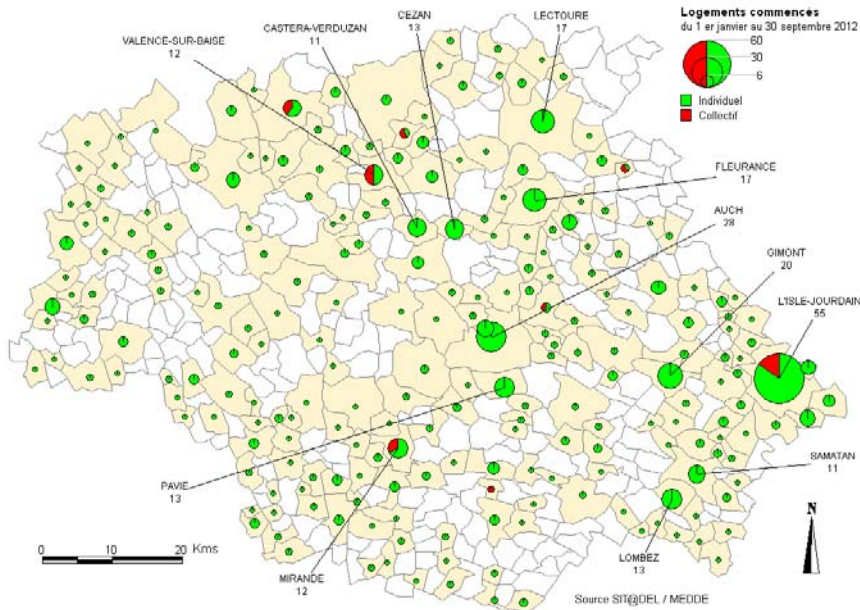 Logements commencés
du 1 er janvier au 30 septembre 2012
60
30
6
Individuel
Collectif
CEZAN
13
LECTOURE
17
CASTERA-VERDUZAN
11
VALENCE-SUR-BAISE
12
FLEURANCE
17
AUCH
28
GIMONT
20
L'ISLE-JOURDAIN
55
SAMATAN
11
PAVIE
13
LOMBEZ
13
MIRANDE
12
N
0 10 20 Kms
Source SIT@DEL / MEDDE